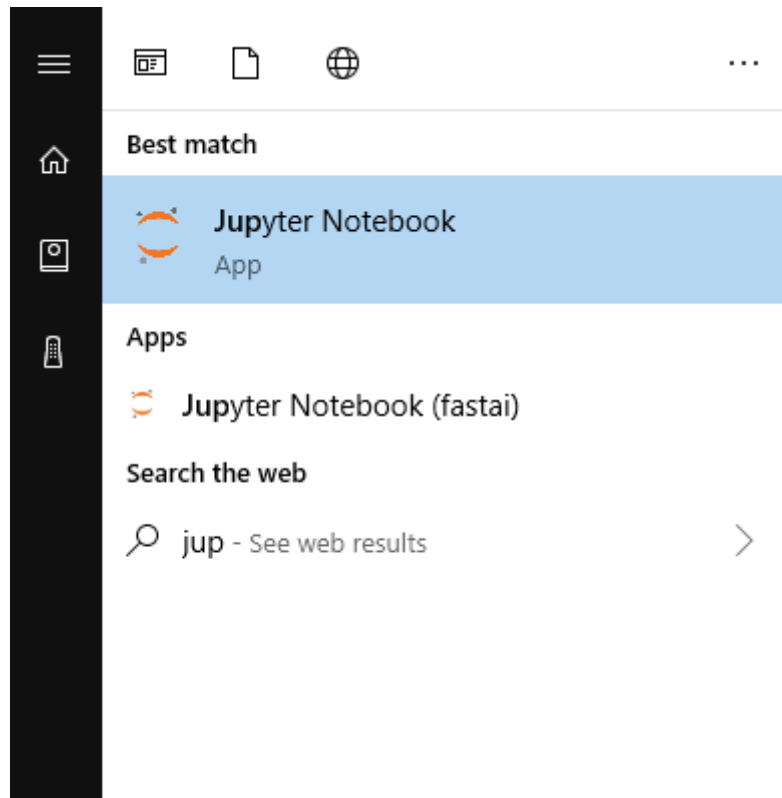 Best match
Jupyter Notebook
App
Apps
Jupyter Notebook (fastai)
Search the web
jup - See web results